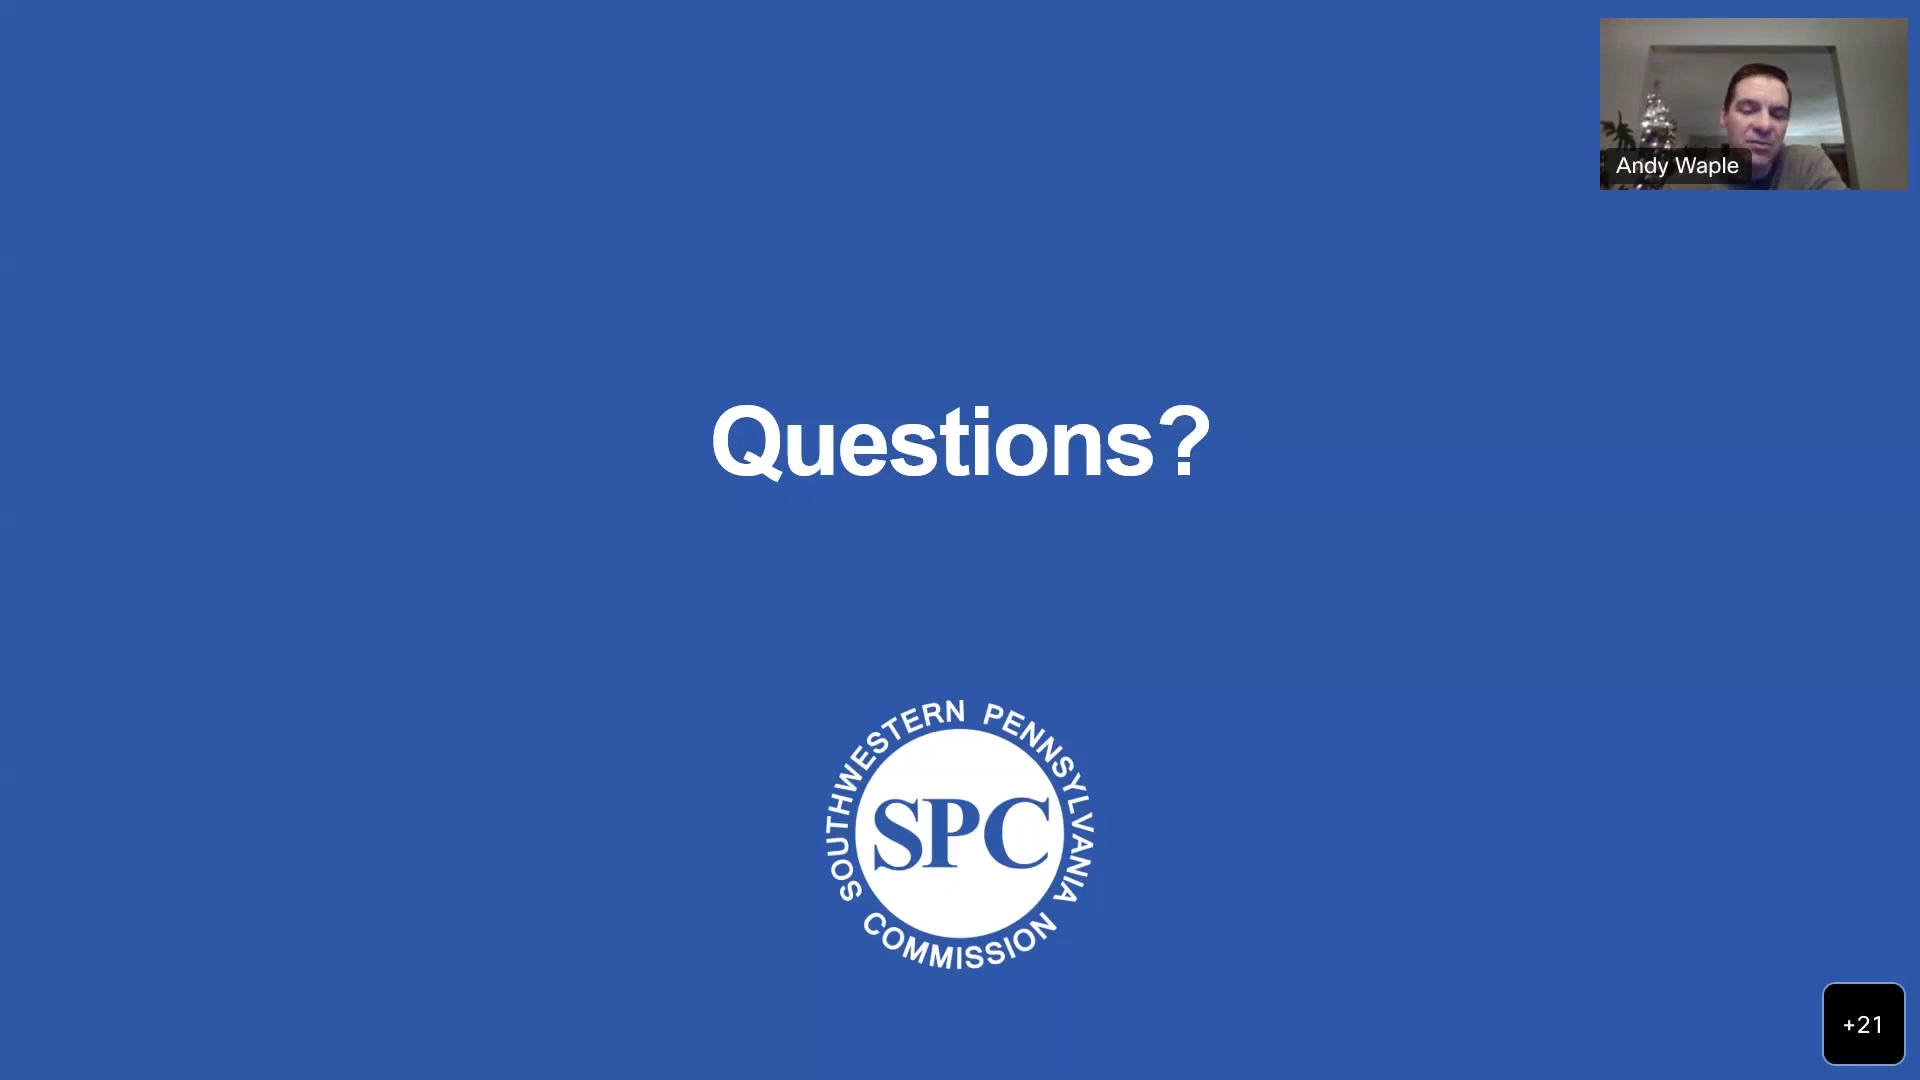 Andy Waple
Questions?
SOUTHWESTERN PENNSYLVANIA
SPC
COMMISSION
+21